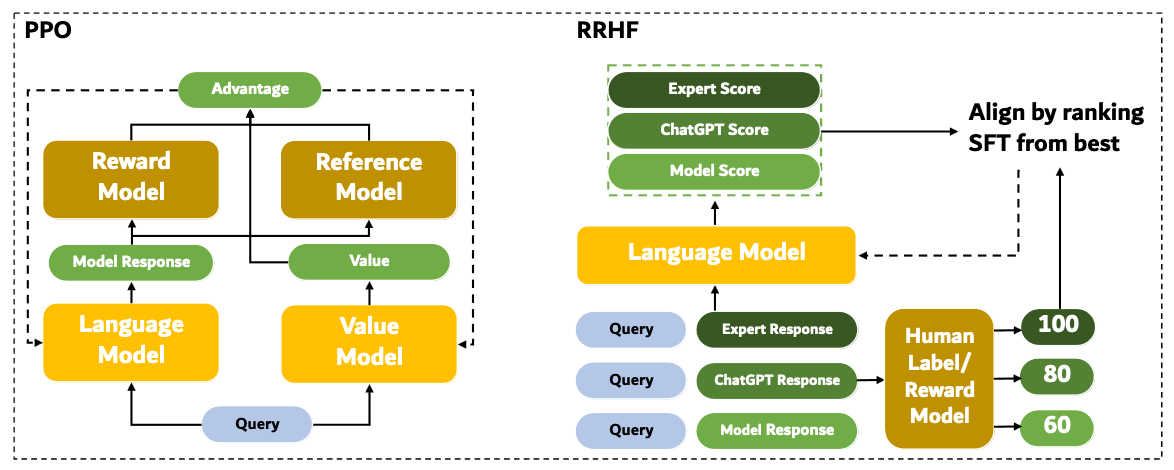 PPO
Advantage
Reward
Model
Reference
Model
Model Response
Value
Language
Model
Value
Model
Query
RRHF
Expert Score
ChatGPT Score
Model Score
Align by ranking
SFT from best
Language Model
Query
Expert Response
Query
ChatGPT Response
Query
Model Response
Human
Label/
Reward
Model
100
80
60